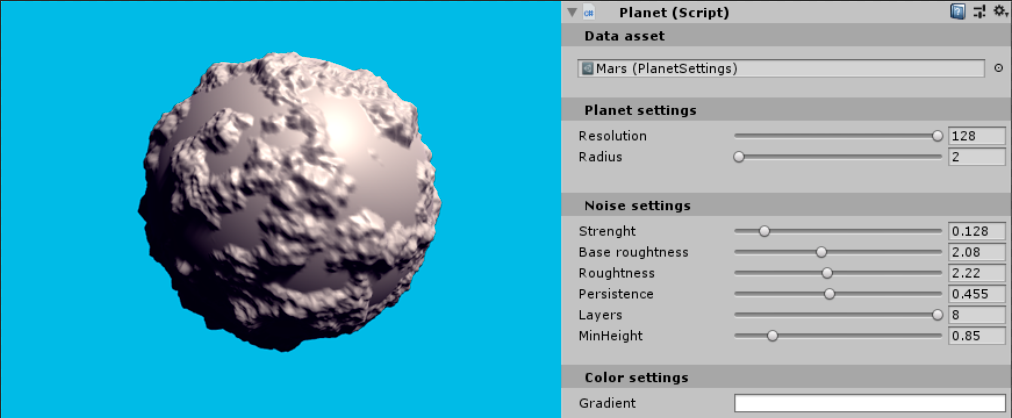 Planet (Script)
Data asset
Mars (PlanetSettings)
Planet settings
Resolution 128
Radius 2
Noise settings
Strenght 0.128
Base roughtness 2.08
Roughtness 2.22
Persistence 0.455
Layers 8
MinHeight 0.85
Color settings
Gradient